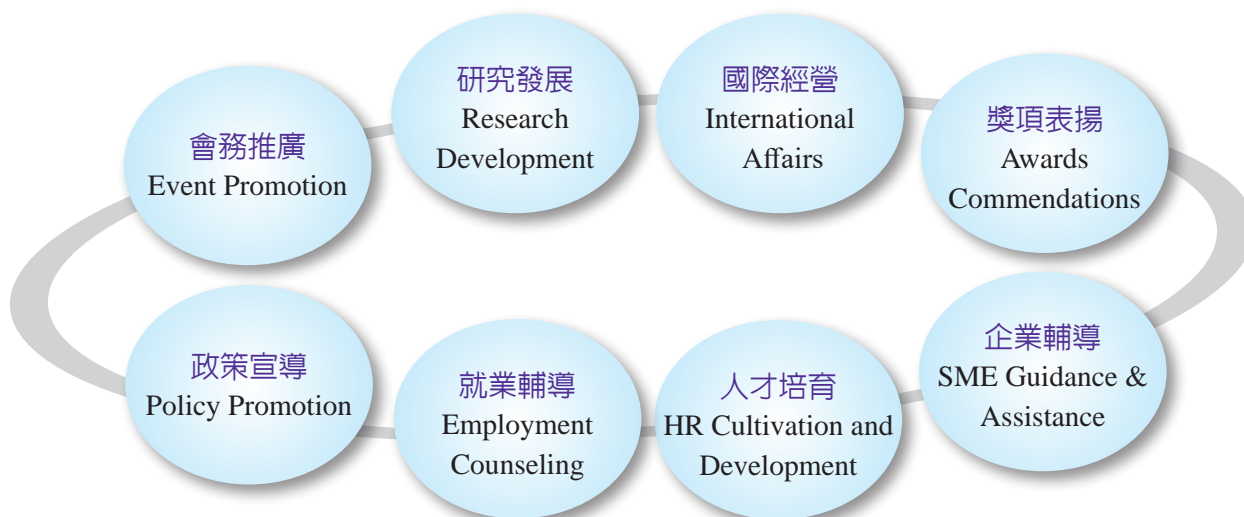 研究發展
Research
Development
國際經營
International
Affairs
獎項表揚
Awards
Commendations
會務推廣
Event Promotion
企業輔導
SME Guidance &
Assistance
政策宣導
Policy Promotion
就業輔導
Employment
Counseling
人才培育
HR Cultivation and
Development